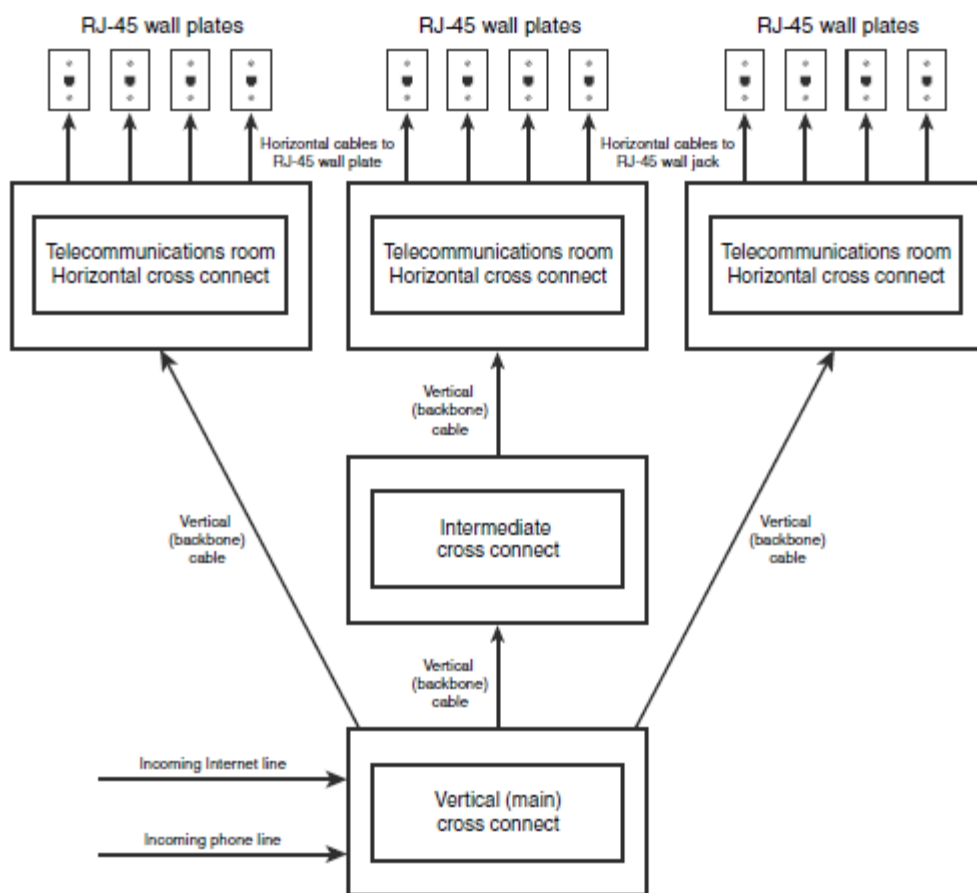 RJ-45 wall plates
RJ-45 wall plates
RJ-45 wall plates
Horizontal cables to
RJ-45 wall plate
Horizontal cables to
RJ-45 wall jack
Telecommunications room
Horizontal cross connect
Telecommunications room
Horizontal cross connect
Telecommunications room
Horizontal cross connect
Vertical
(backbone)
cable
Vertical
(backbone)
cable
Intermediate
cross connect
Vertical
(backbone)
cable
Vertical
(backbone)
cable
Incoming Internet line
Incoming phone line
Vertical (main)
cross connect